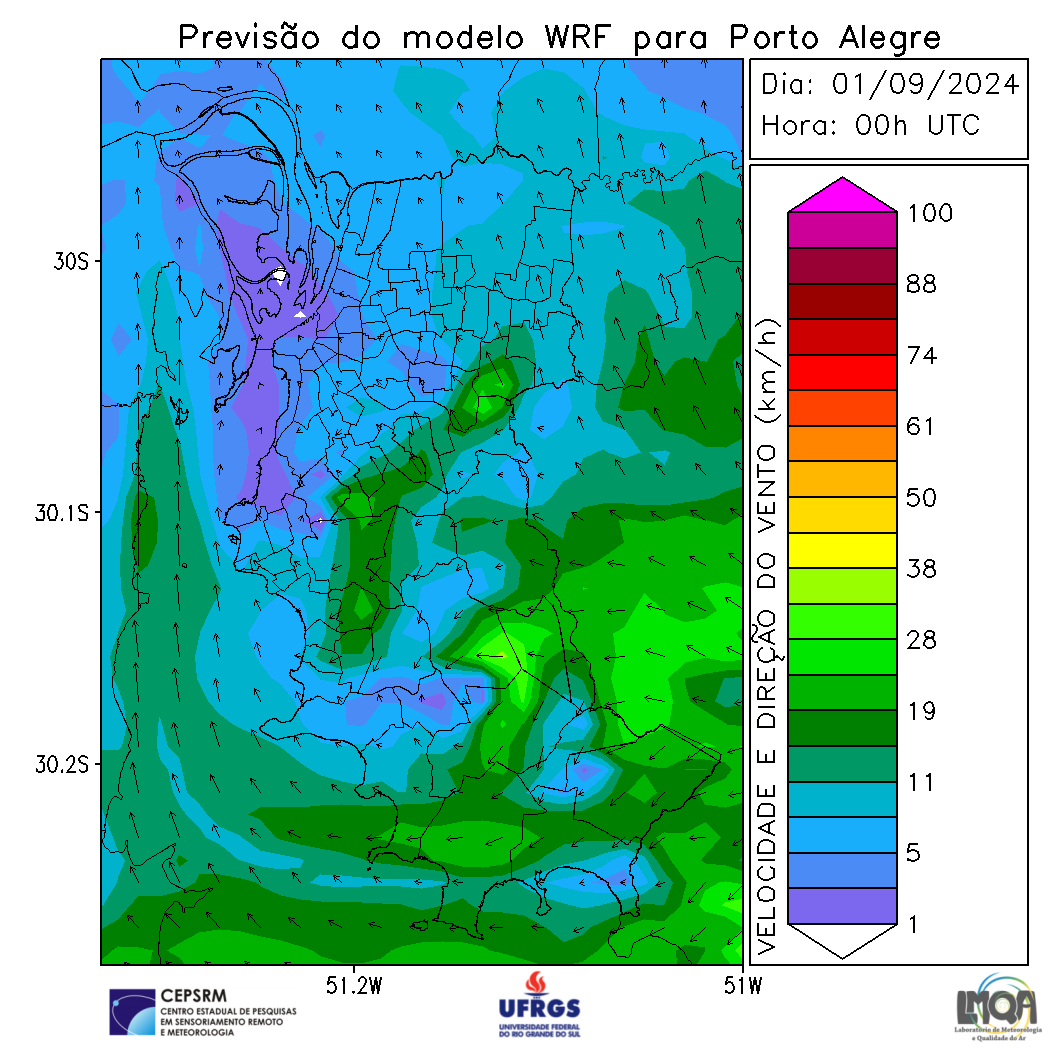 Previsão do modelo WRF para Porto Alegre
Dia: 01/09/2024
Hora: 00h UTC
30S
30.1S
30.2S
51.2W
51W
VELOCIDADE E DIREÇÃO DO VENTO (km/h)
100
88
74
61
50
38
28
19
11
5
1
CEPSRM
CENTRO ESTADUAL DE PESQUISAS
EM SENSORIAMENTO REMOTO
E METEOROLOGIA
UFRGS
UNIVERSIDADE FEDERAL
DO RIO GRANDE DO SUL
LMQA
Laboratório de Meteorologia
e Qualidade do Ar